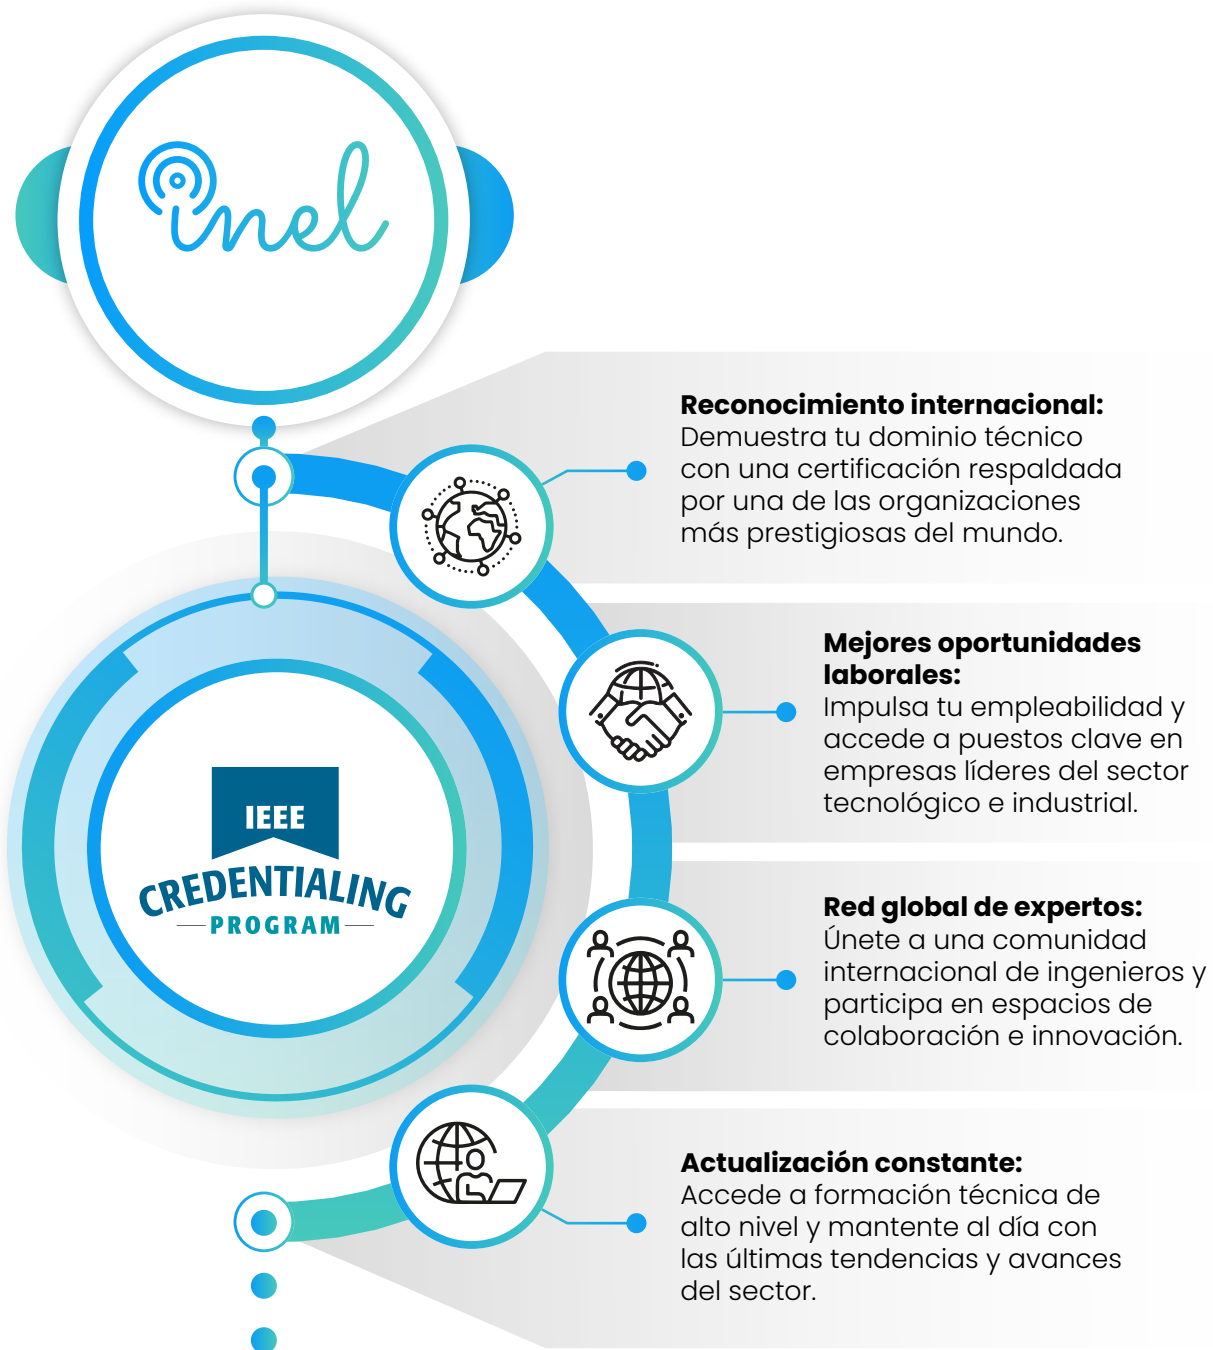 inel
Reconocimiento internacional:
Demuestra tu dominio técnico
con una certificación respaldada
por una de las organizaciones
más prestigiosas del mundo.
Mejores oportunidades
laborales:
Impulsa tu empleabilidad y
accede a puestos clave en
empresas líderes del sector
tecnológico e industrial.
IEEE
CREDENTIALING
PROGRAM
Red global de expertos:
Únete a una comunidad
internacional de ingenieros y
participa en espacios de
colaboración e innovación.
Actualización constante:
Accede a formación técnica de
alto nivel y mantente al día con
las últimas tendencias y avances
del sector.